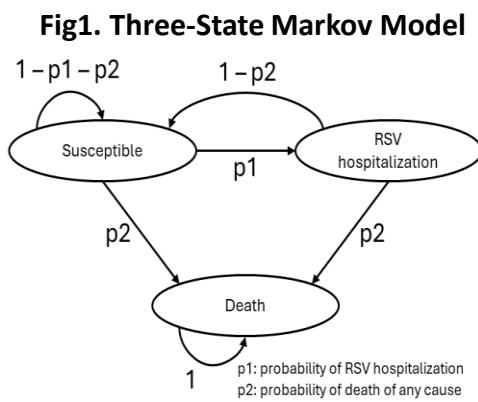 Fig1. Three-State Markov Model
1 – p1 – p2
1 – p2
Susceptible
p1
RSV
hospitalization
p2
p2
Death
1
p1: probability of RSV hospitalization
p2: probability of death of any cause